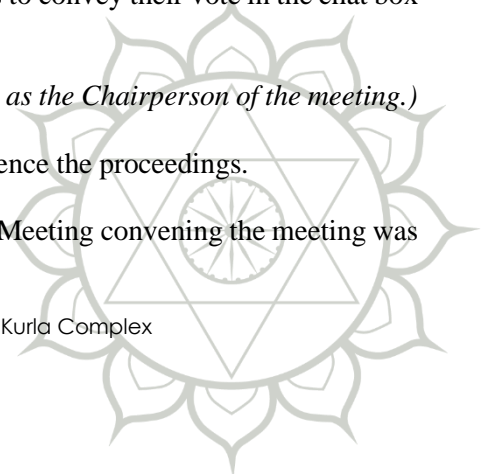 s to convey their vote in the chat box
as the Chairperson of the meeting.)
ence the proceedings.
Meeting convening the meeting was
Kurla Complex